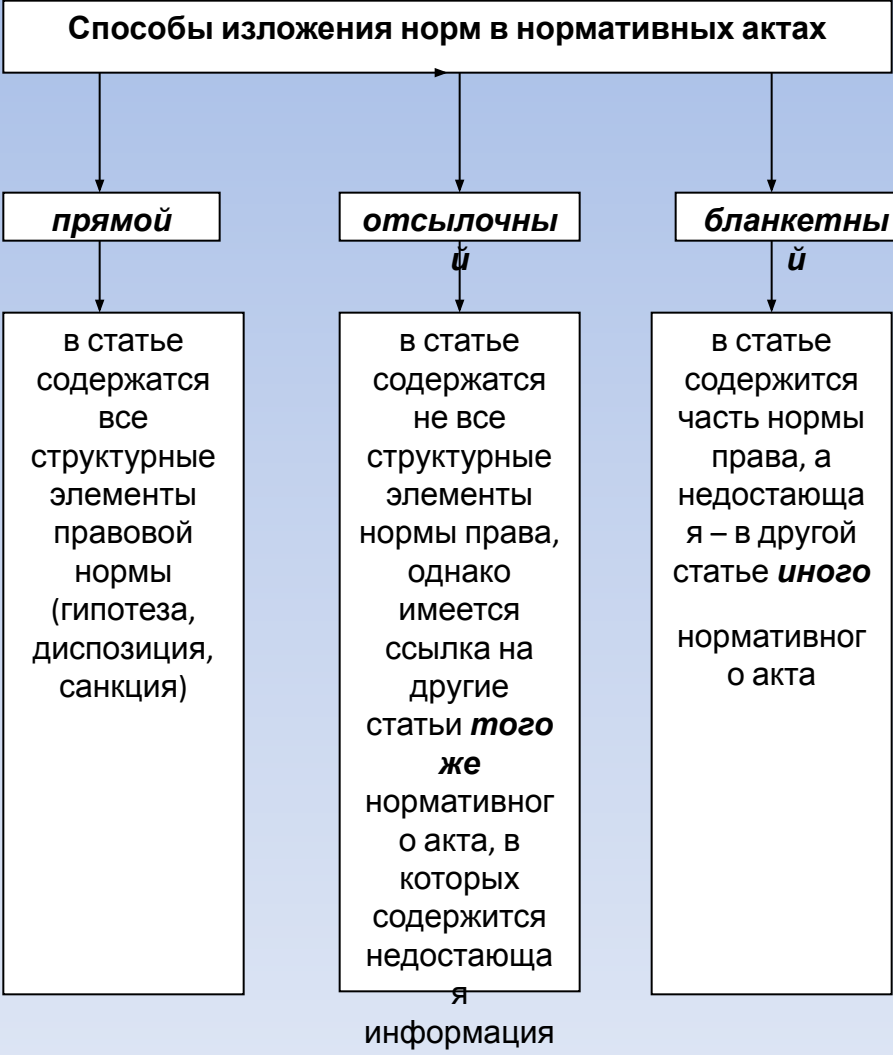 Способы изложения норм в нормативных актах
прямой
отсылочны
й
бланкетны
й
в статье
содержатся
все
структурные
элементы
правовой
нормы
(гипотеза,
диспозиция,
санкция)
в статье
содержатся
не все
структурные
элементы
нормы права,
однако
имеется
ссылка на
другие
статьи того
же
нормативног
о акта, в
которых
содержится
недостающа
я
информация
в статье
содержится
часть нормы
права, а
недостающа
я – в другой
статье иного
нормативног
о акта